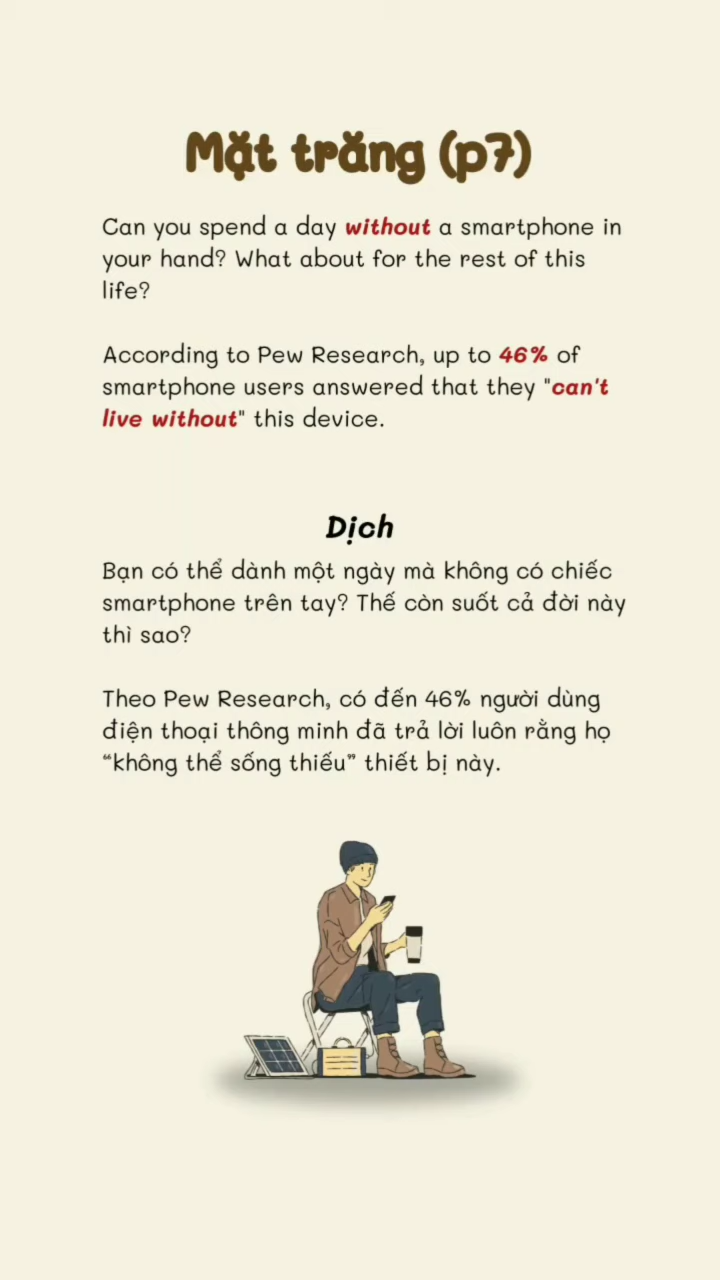 Mặt trăng (p7)
Can you spend a day without a smartphone in
your hand? What about for the rest of this
life?
According to Pew Research, up to 46% of
smartphone users answered that they "can't
live without" this device.
Dịch
Bạn có thể dành một ngày mà không có chiếc
smartphone trên tay? Thế còn suốt cả đời này
thì sao?
Theo Pew Research, có đến 46% người dùng
điện thoại thông minh đã trả lời luôn rằng họ
“không thể sống thiếu” thiết bị này.